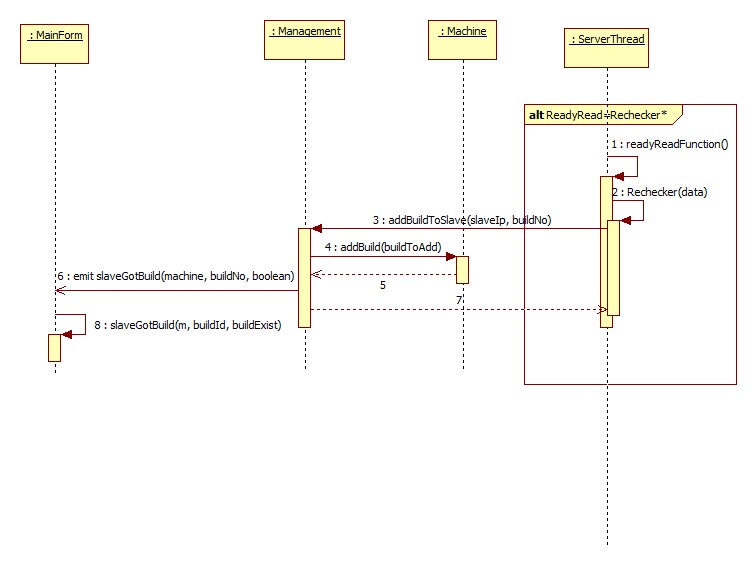 : MainForm
: Management
: Machine
: ServerThread
alt ReadyRead=Rechecker*
1 : readyReadFunction()
2 : Rechecker(data)
3 : addBuildToSlave(slaveIp, buildNo)
4 : addBuild(buildToAdd)
6 : emit slaveGotBuild(machine, buildNo, boolean)
5
7
8 : slaveGotBuild(m, buildId, buildExist)